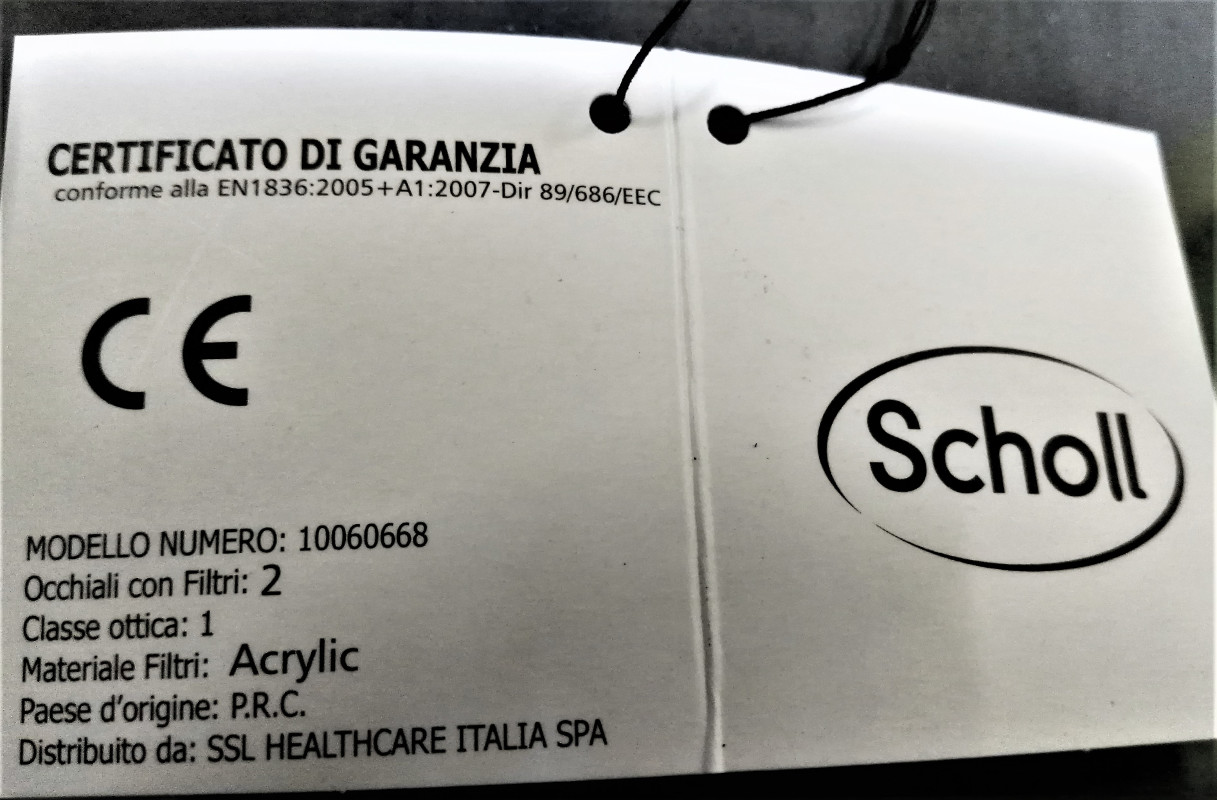 CERTIFICATO DI GARANZIA
conforme alla EN1836:2005+A1:2007-Dir 89/686/EEC
CE
MODELLO NUMERO: 10060668
Occhiali con Filtri: 2
Classe ottica: 1
Materiale Filtri: Acrylic
Paese d'origine: P.R.C.
Distribuito da: SSL HEALTHCARE ITALIA SPA
Scholl